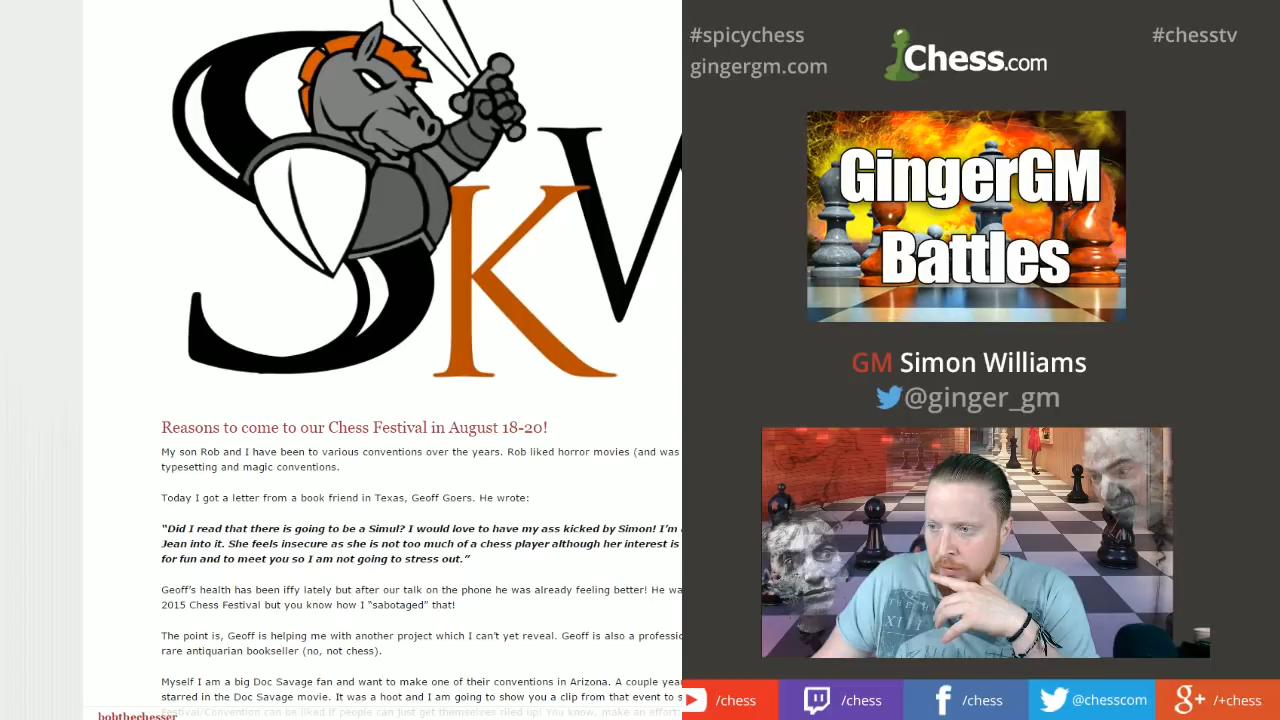 SKV
Reasons to come to our Chess Festival in August 18-20!
My son Rob and I have been to various conventions over the years. Rob liked horror movies (and was
typesetting and magic conventions.
Today I got a letter from a book friend in Texas, Geoff Goers. He wrote:
“Did I read that there is going to be a Simul? I would love to have my ass kicked by Simon! I’m
Jean into it. She feels insecure as she is not too much of a chess player although her interest is
for fun and to meet you so I am not going to stress out.”
Geoff’s health has been iffy lately but after our talk on the phone he was already feeling better! He wa
2015 Chess Festival but you know how I “sabotaged” that!
The point is, Geoff is helping me with another project which I can’t yet reveal. Geoff is also a professio
rare antiquarian bookseller (no, not chess).
Myself I am a big Doc Savage fan and want to make one of their conventions in Arizona. A couple yea
starred in the Doc Savage movie. It was a hoot and I am going to show you a clip from that event to s
Festival/Convention can be liked if people can just get themselves riled up! You know, make an effort
bobthechesser
#spicychess
gingergm.com
Chess.com
#chesstv
GingerGM
Battles
GM Simon Williams
@ginger_gm
THE
XIII
/chess
/chess
/chess
@chesscom
g+ /+chess